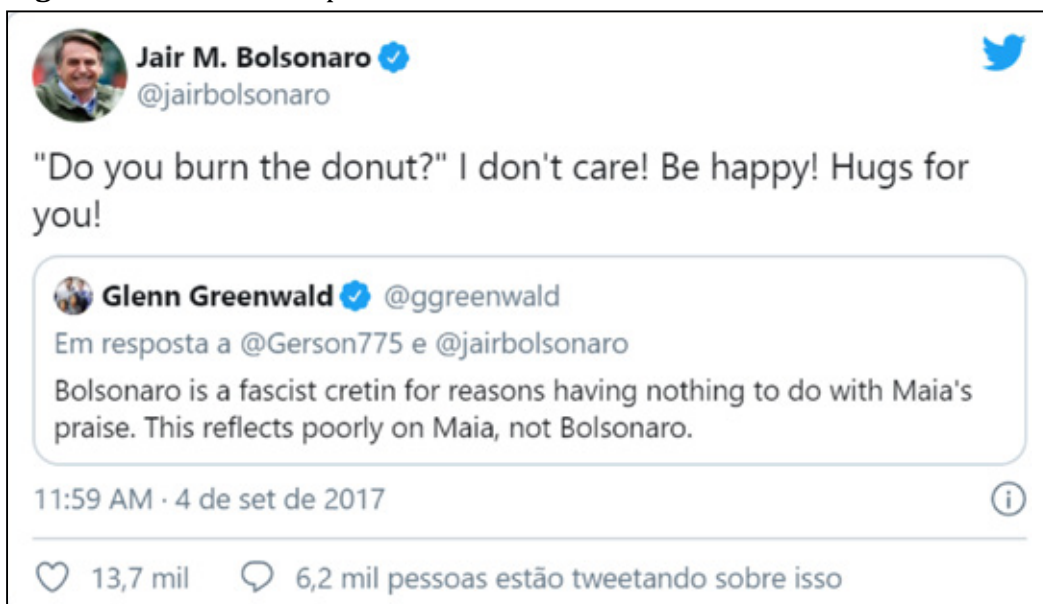 Jair M. Bolsonaro
@jairbolsonaro
"Do you burn the donut?" I don't care! Be happy! Hugs for
you!
Glenn Greenwald @ggreenwald
Em resposta a @Gerson775 e @jairbolsonaro
Bolsonaro is a fascist cretin for reasons having nothing to do with Maia's
praise. This reflects poorly on Maia, not Bolsonaro.
11:59 AM · 4 de set de 2017
13,7 mil 6,2 mil pessoas estão tweetando sobre isso